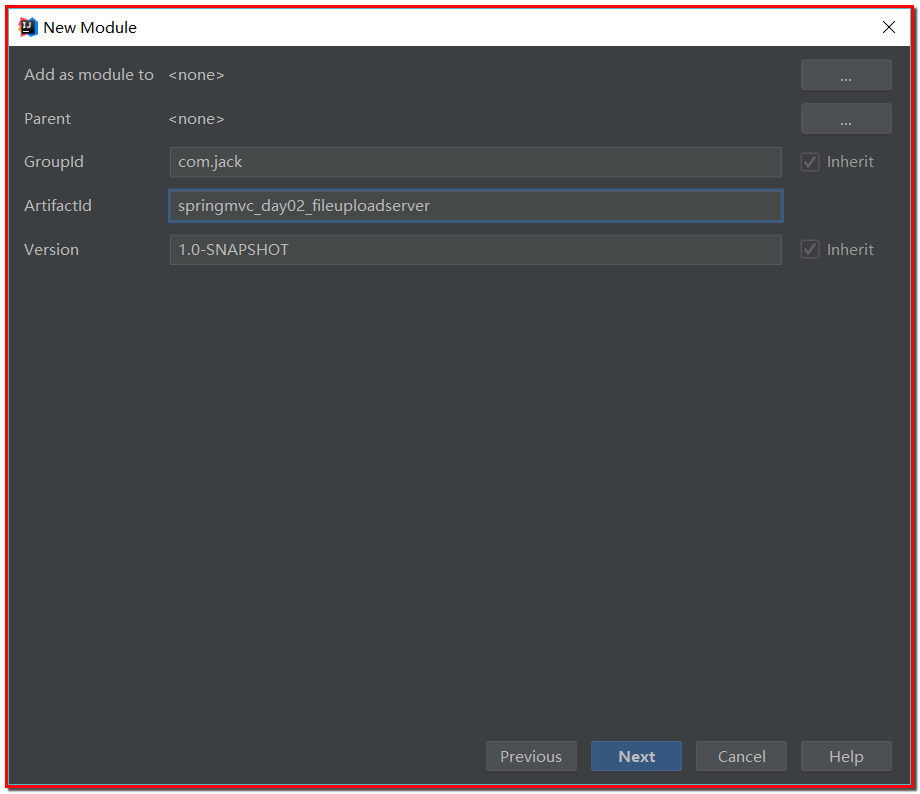 New Module
Add as module to <none> ...
Parent <none> ...
GroupId com.jack Inherit
ArtifactId springmvc_day02_fileuploadserver
Version 1.0-SNAPSHOT Inherit
Previous Next Cancel Help